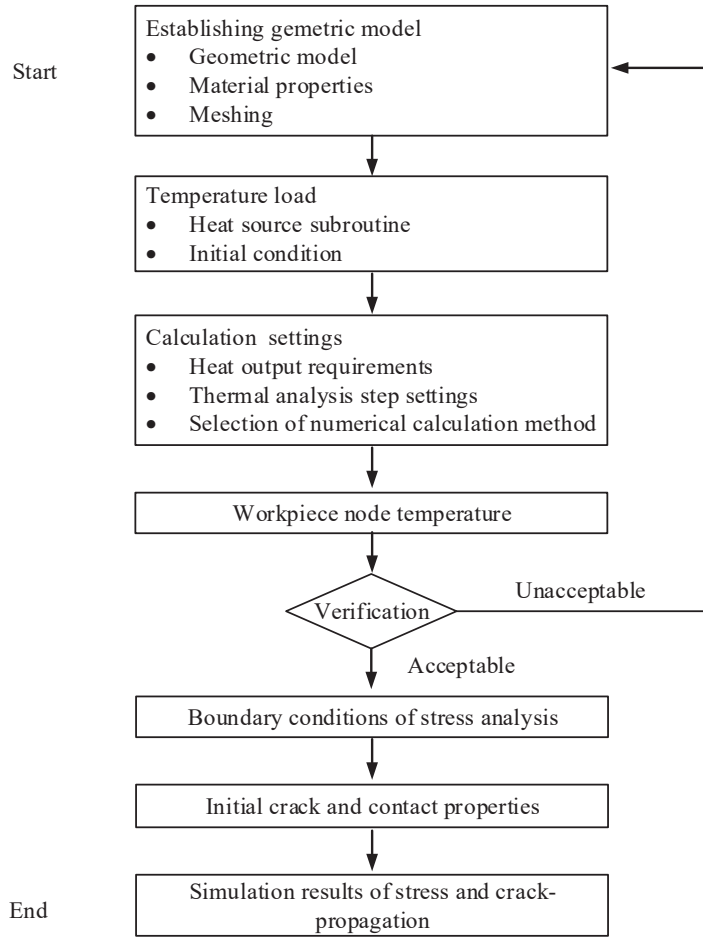 Establishing gemetric model
Start
• Geometric model
• Material properties
• Meshing
Temperature load
• Heat source subroutine
• Initial condition
Calculation settings
• Heat output requirements
• Thermal analysis step settings
• Selection of numerical calculation method
Workpiece node temperature
Verification
Unacceptable
Acceptable
Boundary conditions of stress analysis
Initial crack and contact properties
Simulation results of stress and crack-
propagation
End